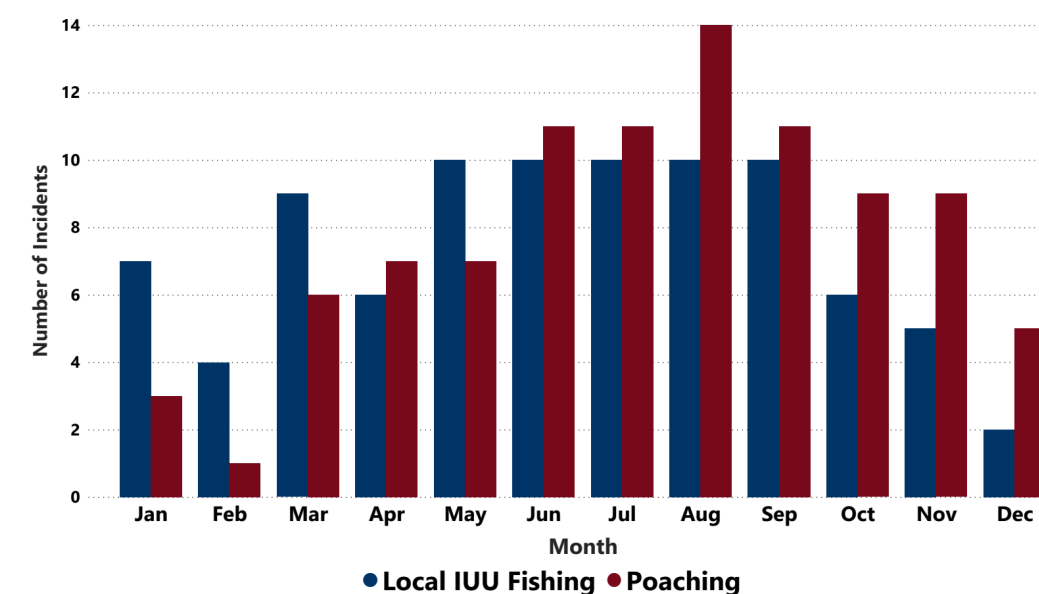 14
12
10
8
6
4
2
0
Number of Incidents
Jan Feb Mar Apr May Jun Jul Aug Sep Oct Nov Dec
Month
Local IUU Fishing Poaching